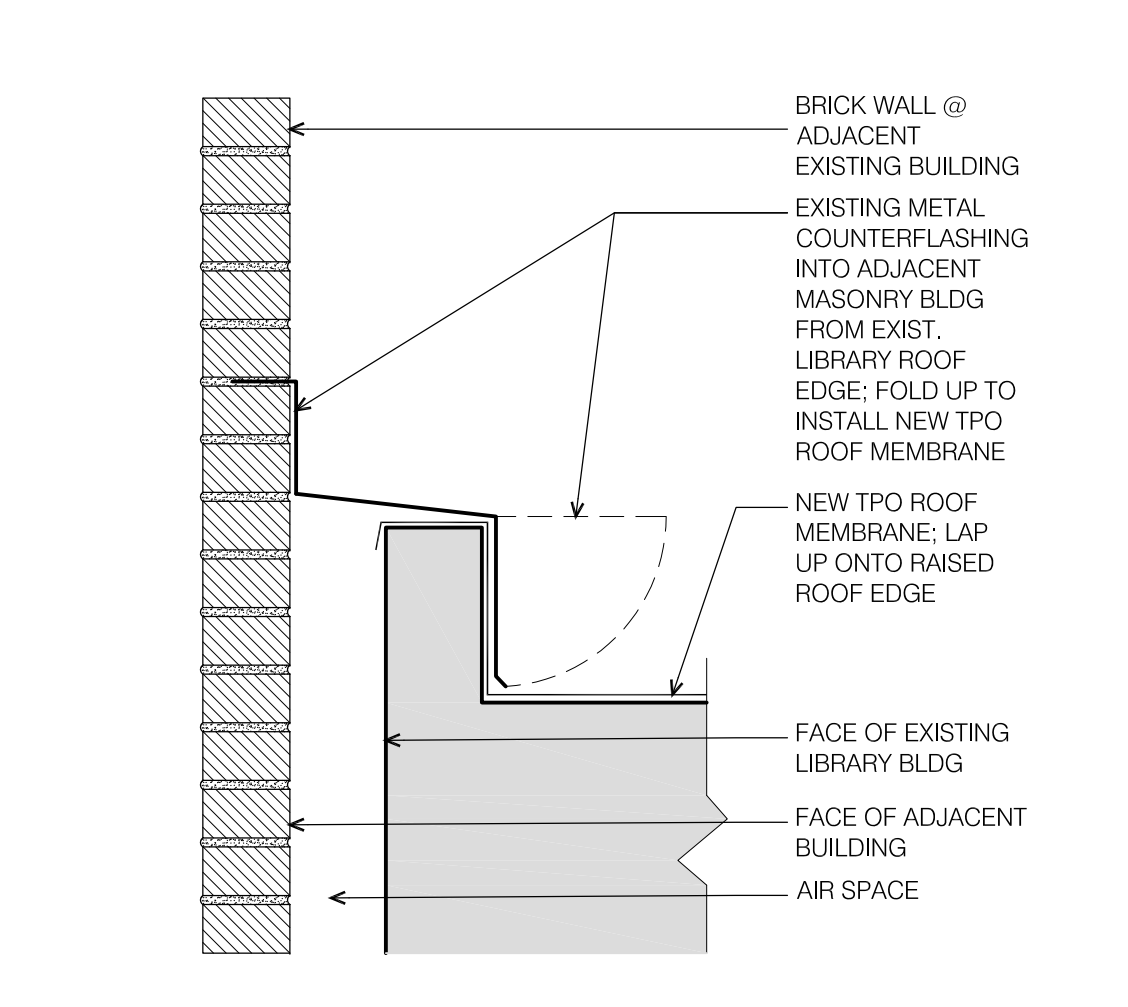 BRICK WALL @
ADJACENT
EXISTING BUILDING
EXISTING METAL
COUNTERFLASHING
INTO ADJACENT
MASONRY BLDG
FROM EXIST.
LIBRARY ROOF
EDGE; FOLD UP TO
INSTALL NEW TPO
ROOF MEMBRANE
NEW TPO ROOF
MEMBRANE; LAP
UP ONTO RAISED
ROOF EDGE
FACE OF EXISTING
LIBRARY BLDG
FACE OF ADJACENT
BUILDING
AIR SPACE